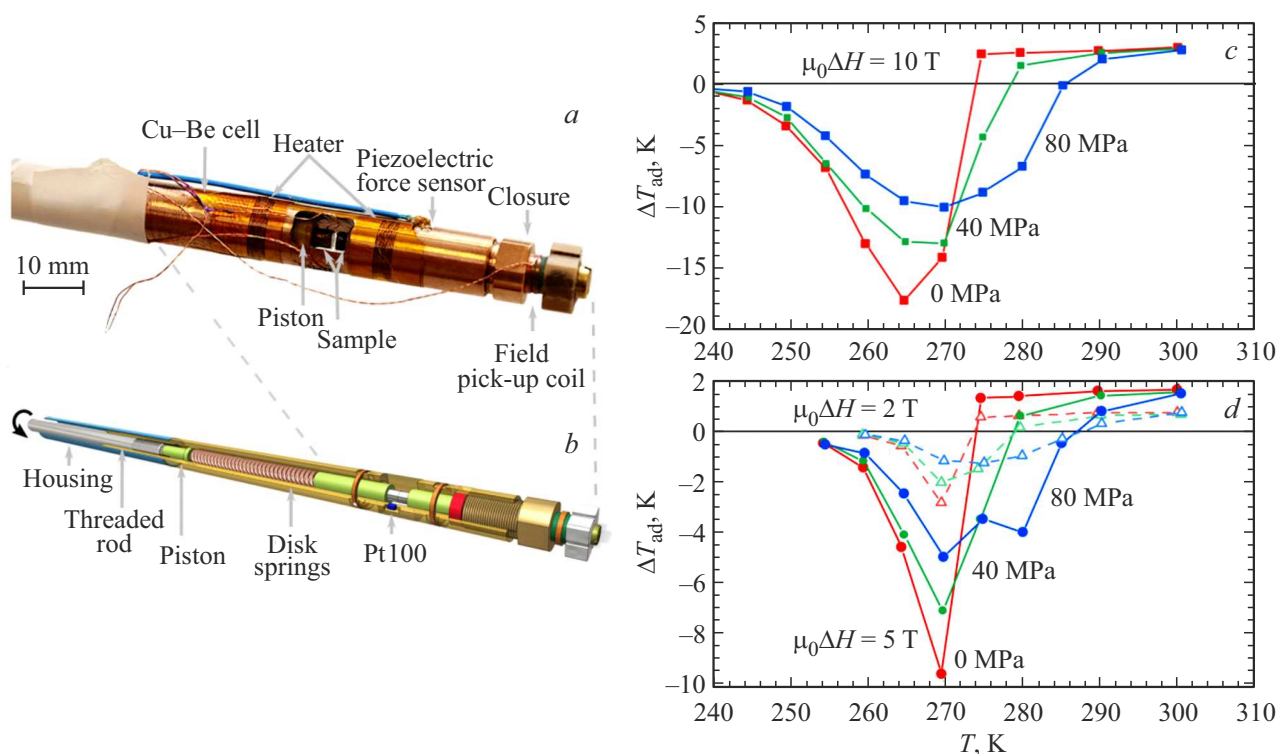 a
Cu–Be cell
Heater
Piezoelectric
force sensor
Closure
10 mm
Piston
Sample
Field
pick-up coil
b
Housing
Threaded
rod
Piston
Disk
springs
Pt100
c
μ₀ΔH = 10 T
80 MPa
40 MPa
0 MPa
ΔT_ad, K
5
0
−5
−10
−15
−20
240 250 260 270 280 290 300 310
d
μ₀ΔH = 2 T
80 MPa
40 MPa
μ₀ΔH = 5 T
0 MPa
ΔT_ad, K
2
0
−2
−4
−6
−8
−10
240 250 260 270 280 290 300 310
T, K